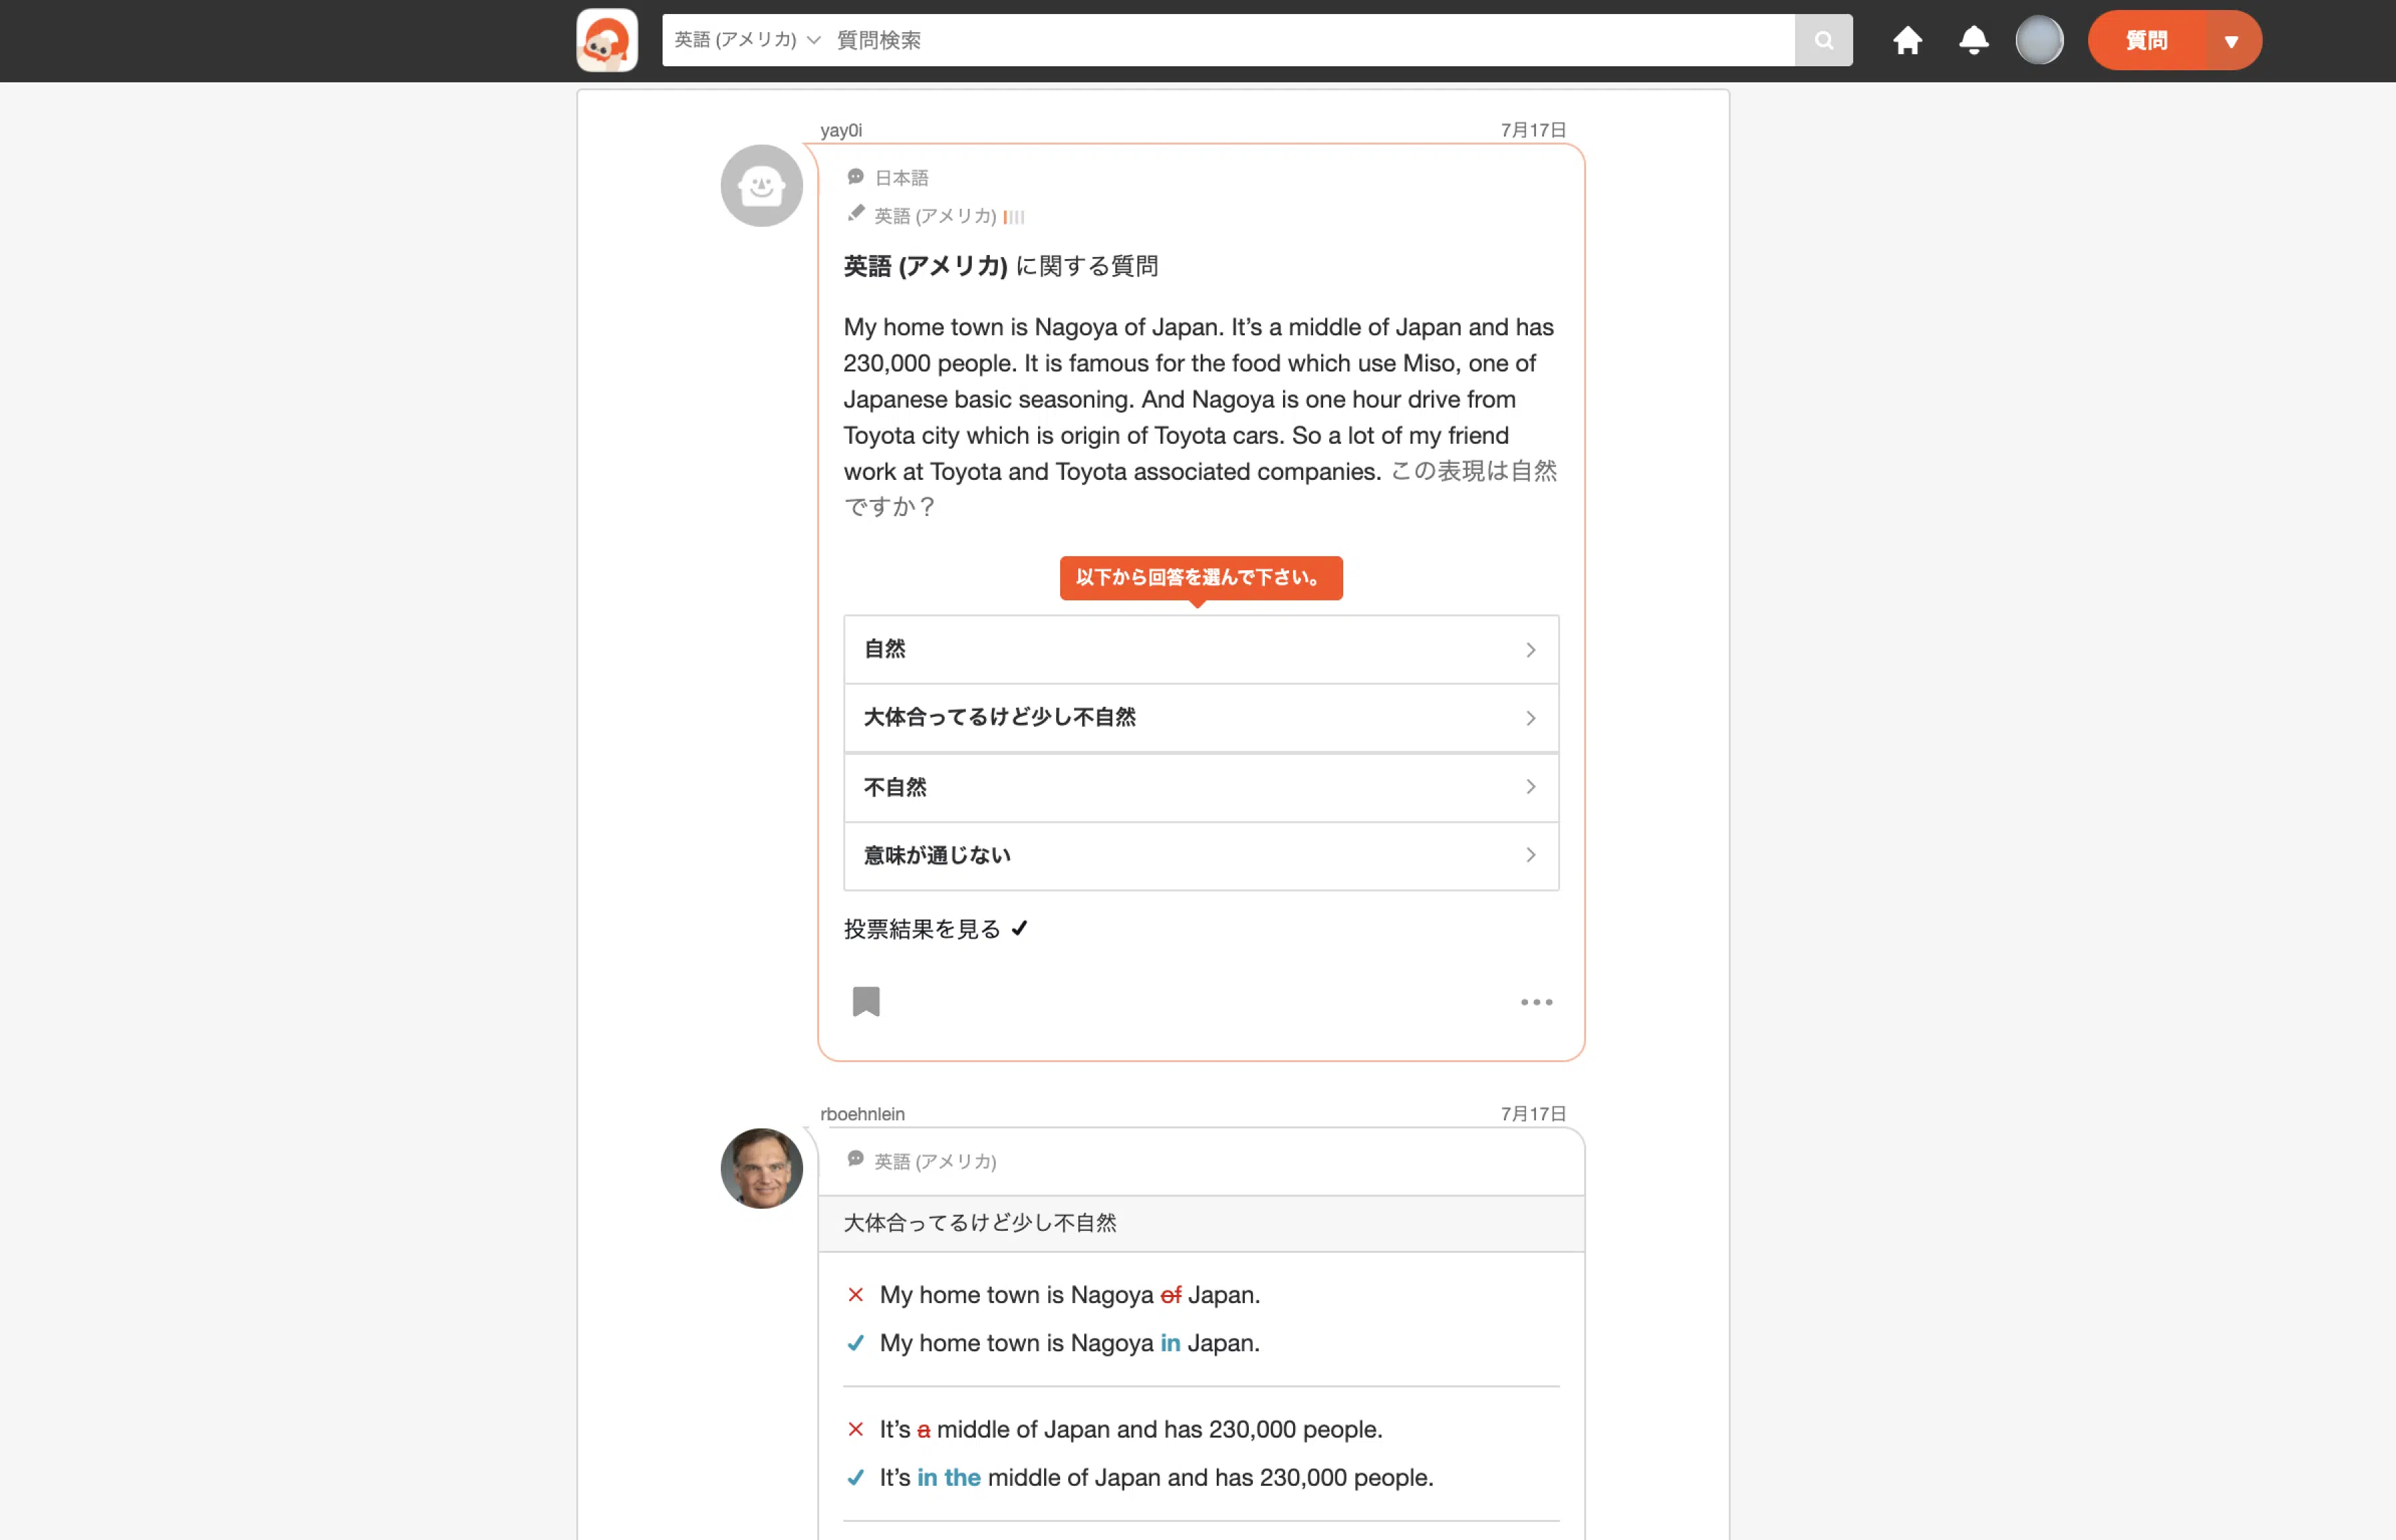 英語 (アメリカ) 質問検索 質問
yay0i 7月17日
日本語
英語 (アメリカ)
英語 (アメリカ) に関する質問
My home town is Nagoya of Japan. It’s a middle of Japan and has
230,000 people. It is famous for the food which use Miso, one of
Japanese basic seasoning. And Nagoya is one hour drive from
Toyota city which is origin of Toyota cars. So a lot of my friend
work at Toyota and Toyota associated companies. この表現は自然
ですか？
以下から回答を選んで下さい。
自然
大体合ってるけど少し不自然
不自然
意味が通じない
投票結果を見る
rboehnlein 7月17日
英語 (アメリカ)
大体合ってるけど少し不自然
My home town is Nagoya of Japan.
My home town is Nagoya in Japan.
It’s a middle of Japan and has 230,000 people.
It’s in the middle of Japan and has 230,000 people.